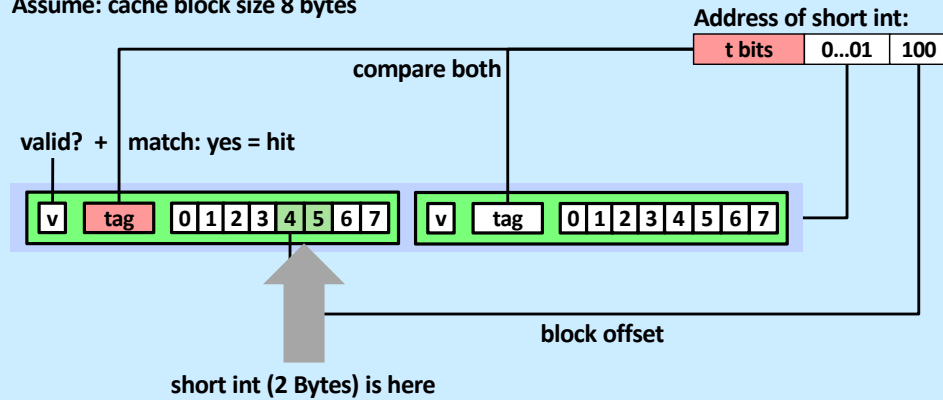 Assume: cache block size 8 bytes
Address of short int:
t bits 0...01 100
compare both
valid? + match: yes = hit
v tag 0 1 2 3 4 5 6 7 v tag 0 1 2 3 4 5 6 7
block offset
short int (2 Bytes) is here